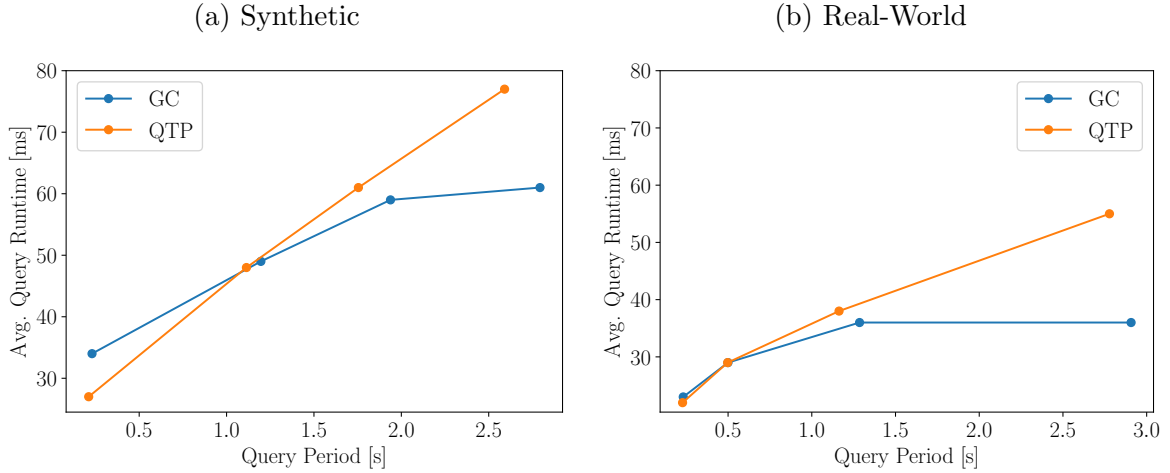 (a) Synthetic
Avg. Query Runtime [ms]
80
70
60
50
40
30
GC
QTP
0.5 1.0 1.5 2.0 2.5
Query Period [s]
(b) Real-World
Avg. Query Runtime [ms]
80
70
60
50
40
30
GC
QTP
0.5 1.0 1.5 2.0 2.5 3.0
Query Period [s]